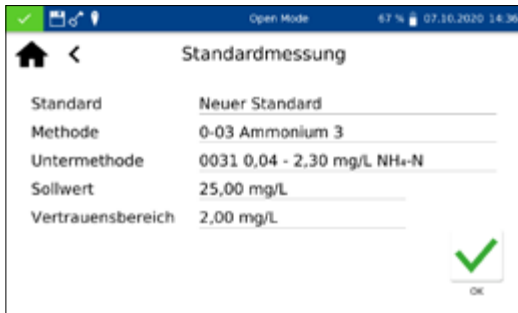 Open Mode 67 % 07.10.2020 14:36
Standardmessung
Standard Neuer Standard
Methode 0-03 Ammonium 3
Untermethode 0031 0,04 - 2,30 mg/L NH₄-N
Sollwert 25,00 mg/L
Vertrauensbereich 2,00 mg/L
OK